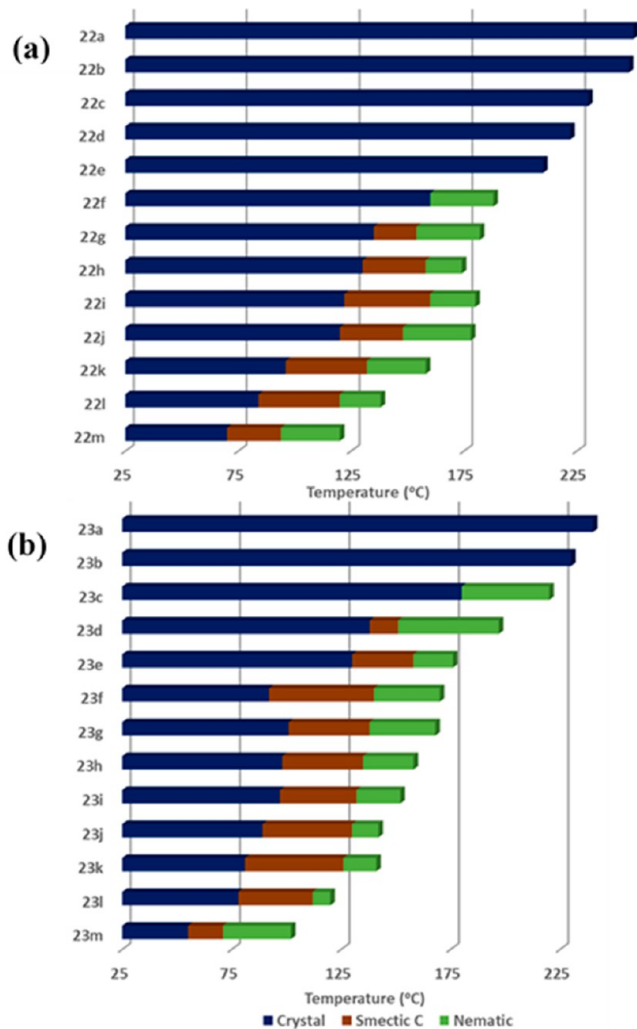 (a)
22a
22b
22c
22d
22e
22f
22g
22h
22i
22j
22k
22l
22m
25 75 125 175 225
Temperature (°C)
(b)
23a
23b
23c
23d
23e
23f
23g
23h
23i
23j
23k
23l
23m
25 75 125 175 225
Temperature (°C)
Crystal Smectic C Nematic